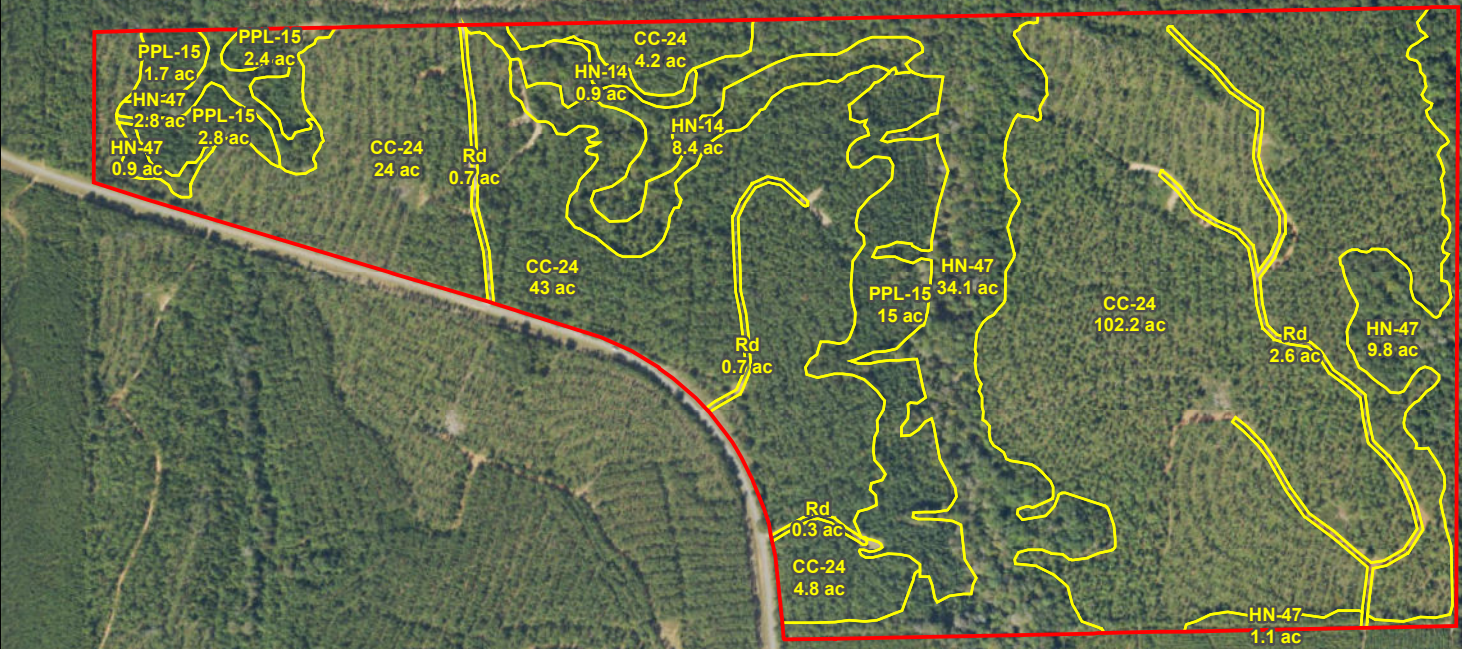 PPL-15
1.7 ac
PPL-15
2.4 ac
CC-24
4.2 ac
HN-14
0.9 ac
HN-47
2.8 ac
PPL-15
2.8 ac
HN-14
8.4 ac
HN-47
0.9 ac
CC-24
24 ac
Rd
0.7 ac
CC-24
43 ac
HN-47
34.1 ac
PPL-15
15 ac
CC-24
102.2 ac
Rd
2.6 ac
HN-47
9.8 ac
Rd
0.7 ac
Rd
0.3 ac
CC-24
4.8 ac
HN-47
1.1 ac